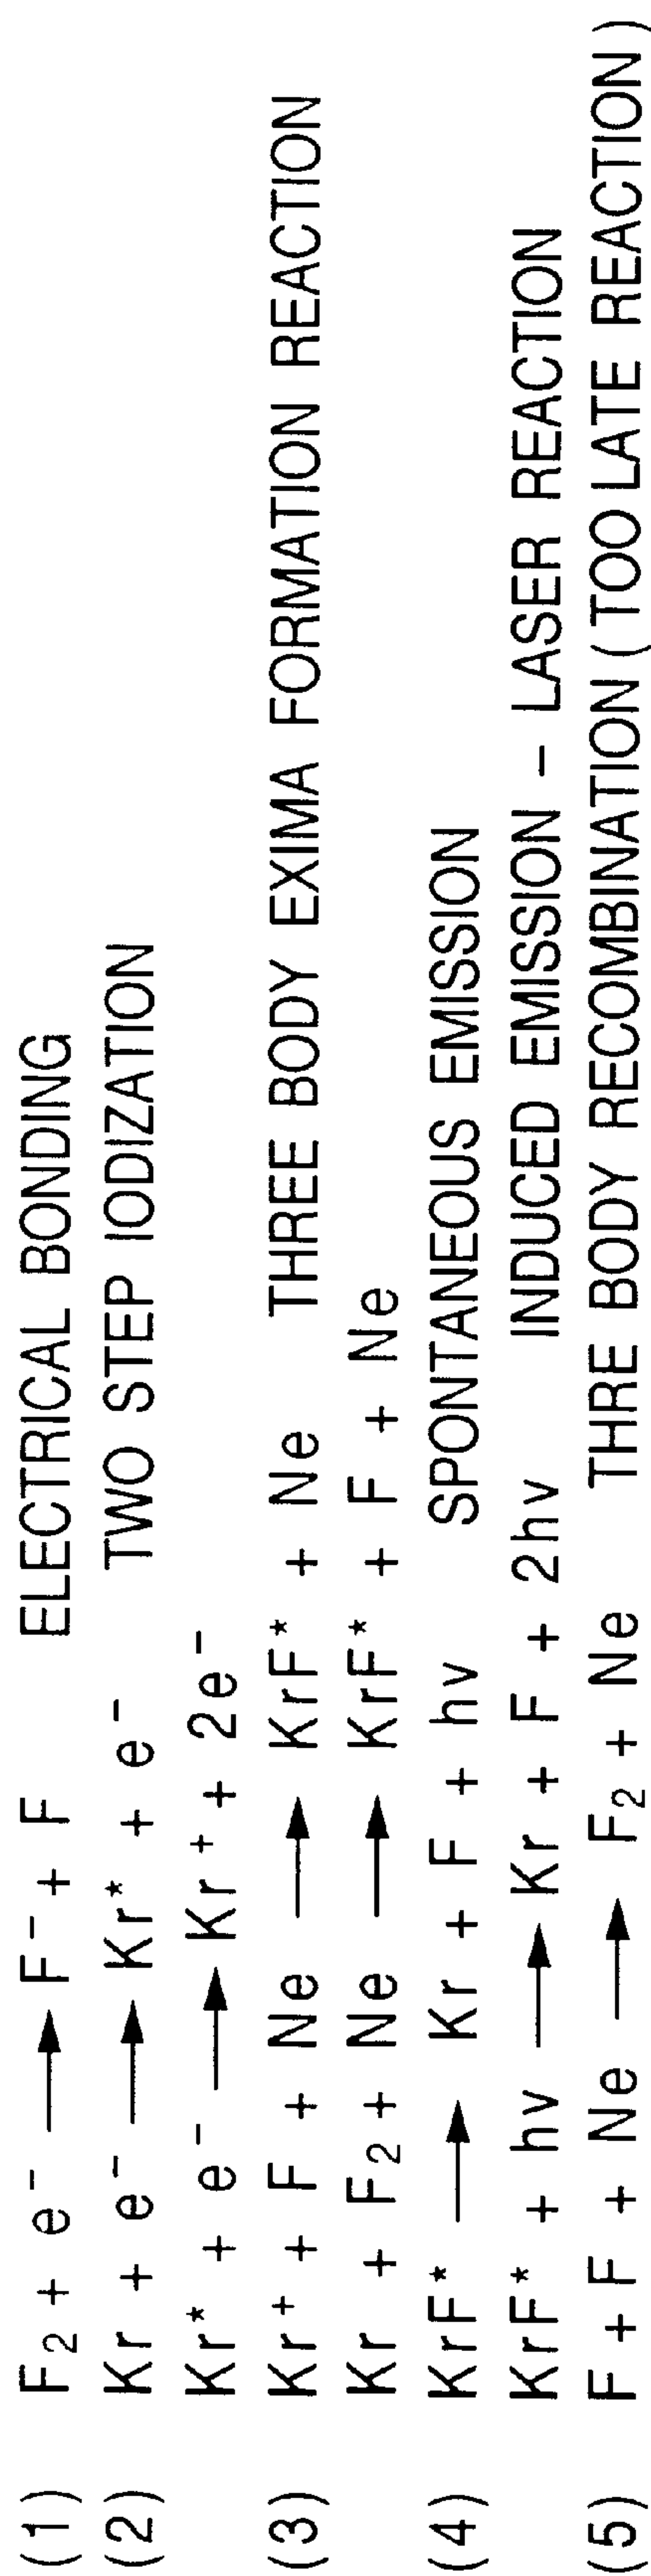 (1) F₂ + e⁻ → F⁻ + F ELECTRICAL BONDING
(2) Kr + e⁻ → Kr* + e⁻ TWO STEP IODIZATION
Kr* + e⁻ → Kr⁺ + 2e⁻
(3) Kr⁺ + F + Ne → KrF* + Ne THREE BODY EXIMA FORMATION REACTION
Kr + F₂ + Ne → KrF* + F + Ne
(4) KrF* → Kr + F + hv SPONTANEOUS EMISSION
KrF* + hv → Kr + F + 2hv INDUCED EMISSION – LASER REACTION
(5) F + F + Ne → F₂ + Ne THRE BODY RECOMBINATION ( TOO LATE REACTION )